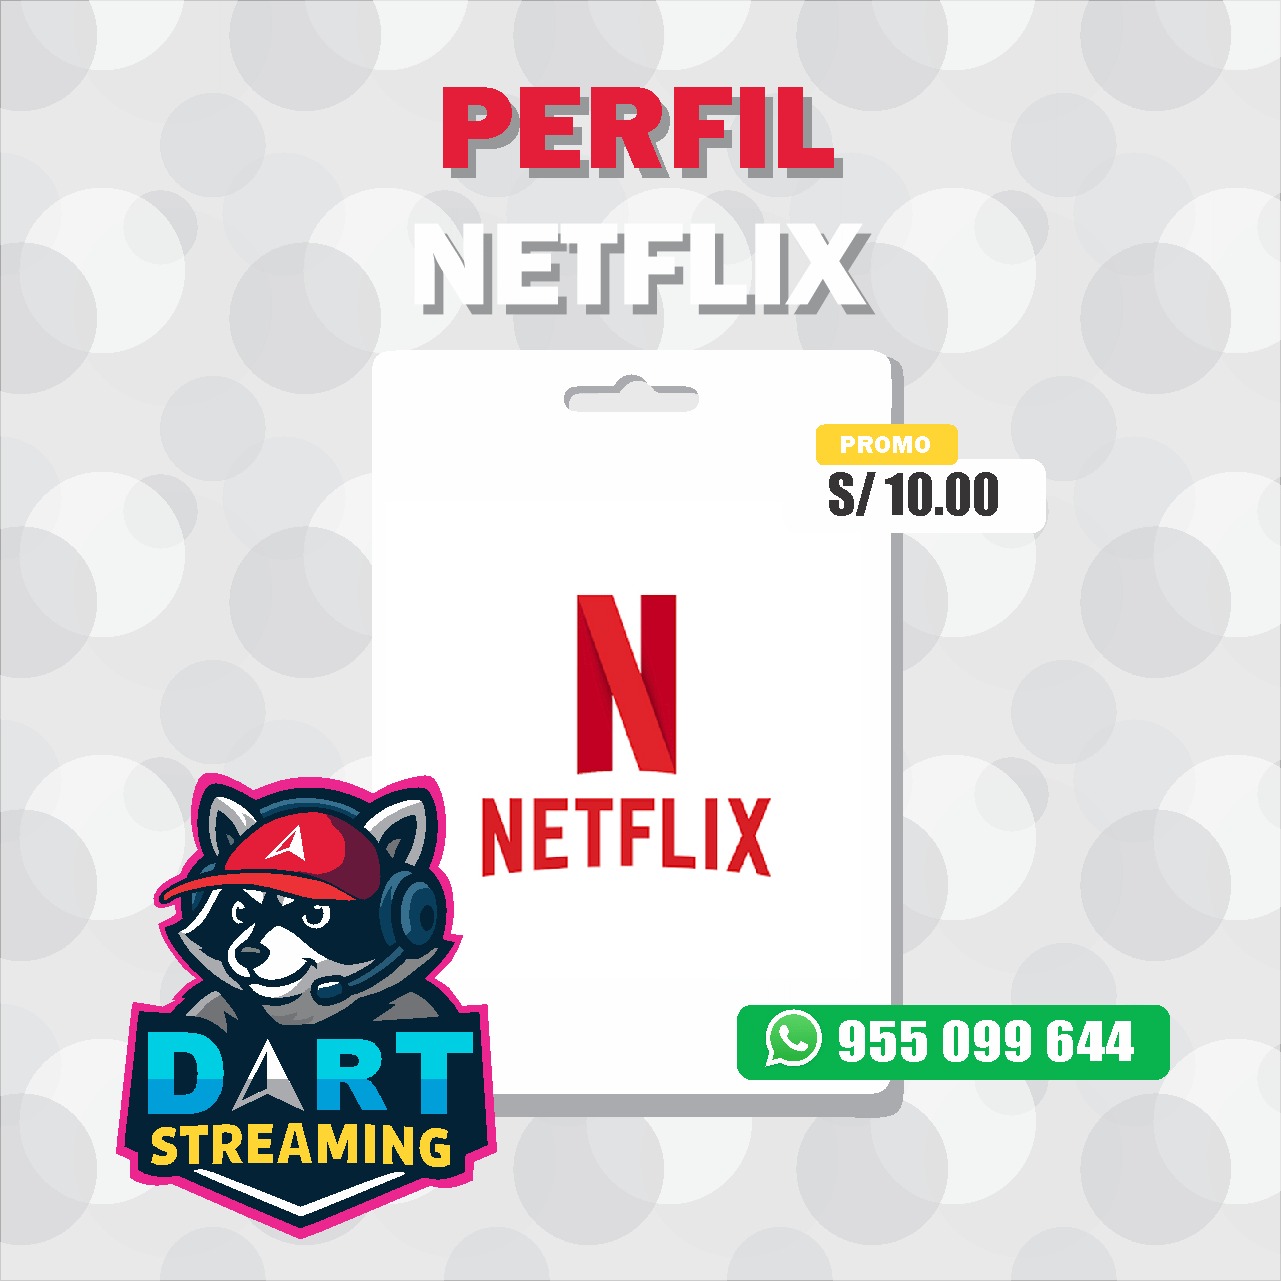 PERFIL
NETFLIX
PROMO
S/ 10.00
N
NETFLIX
955 099 644
DART
STREAMING